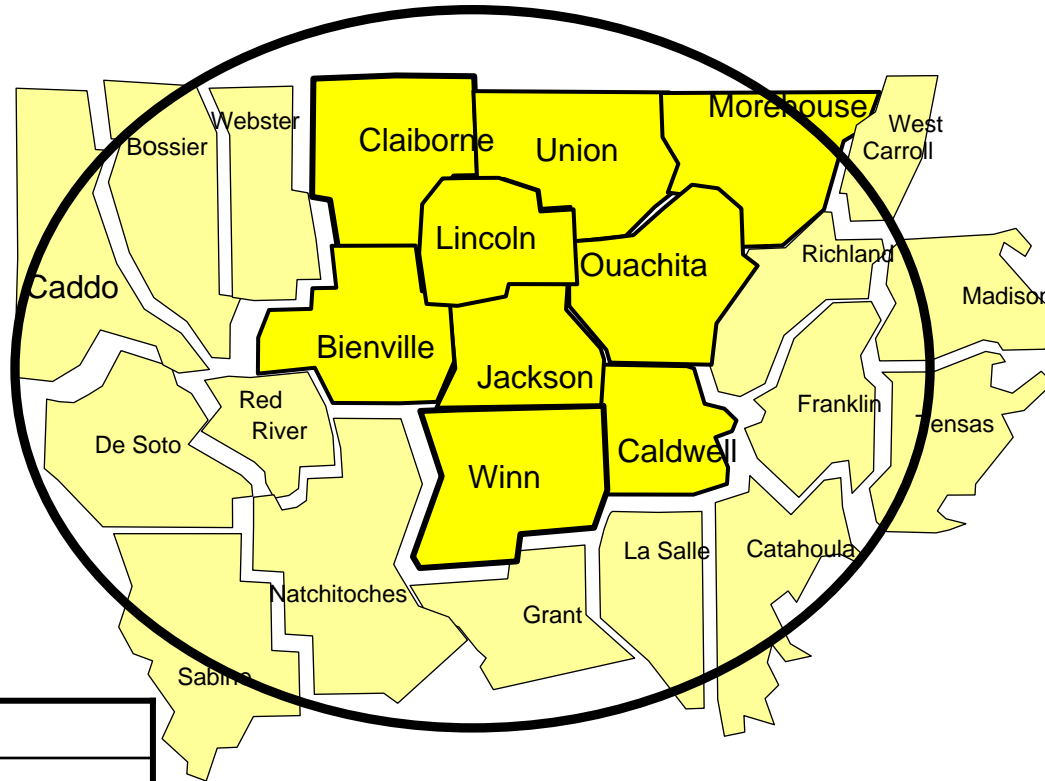 Morehouse
Webster
West
Carroll
Claiborne
Bossier
Union
Lincoln
Richland
Ouachita
Caddo
Madison
Bienville
Jackson
Red
River
Franklin
Tensas
De Soto
Caldwell
Winn
La Salle
Catahoula
Natchitoches
Grant
Sabine